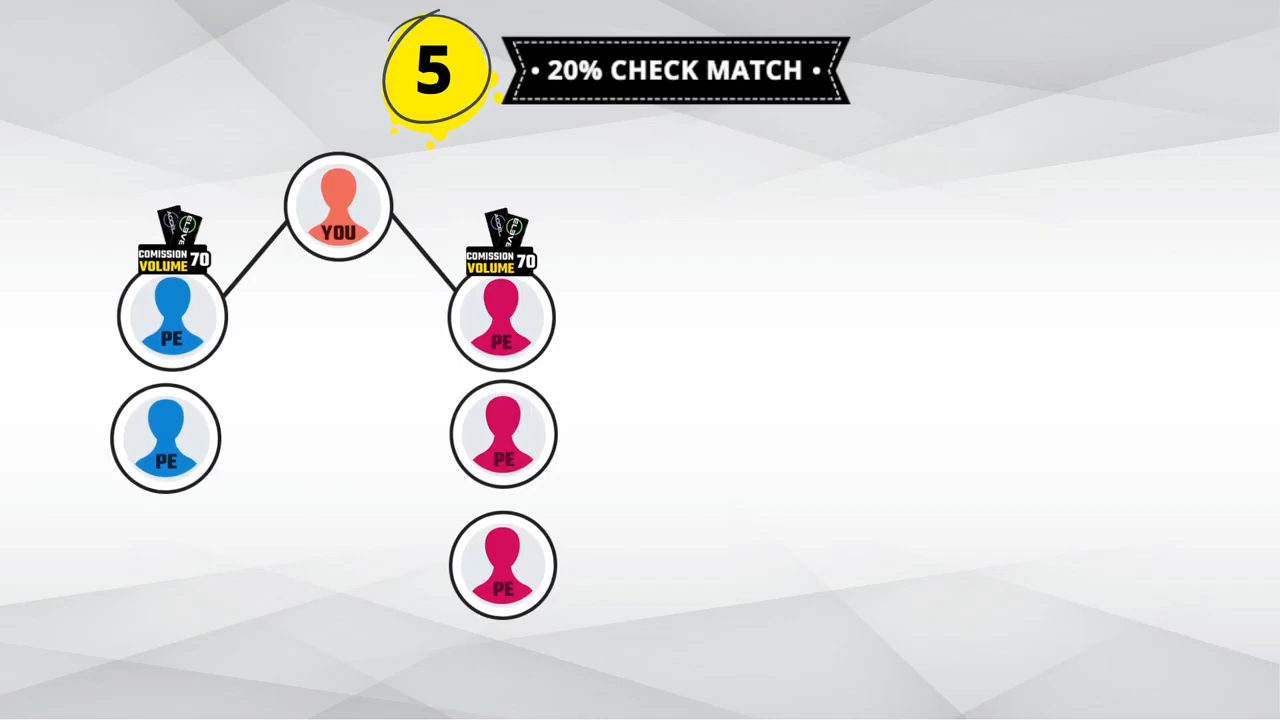 5
• 20% CHECK MATCH •
YOU
COMISSION
VOLUME 70
COMISSION
VOLUME 70
PE
PE
PE
PE
PE